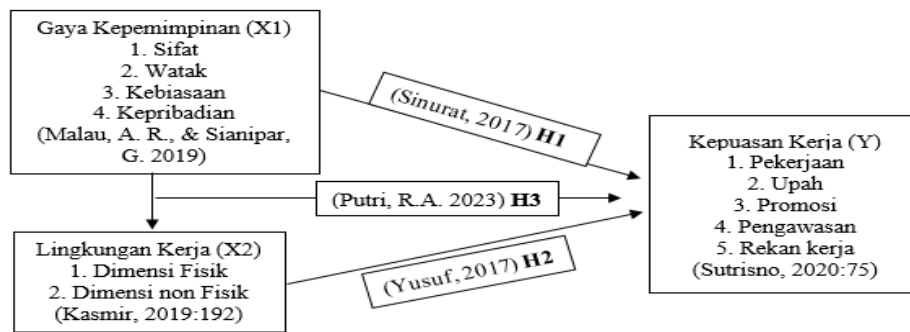 Gaya Kepemimpinan (X1)
1. Sifat
2. Watak
3. Kebiasaan
4. Kepribadian
(Malau, A. R., & Sianipar,
G. 2019)
(Sinurat, 2017) H1
(Putri, R.A. 2023) H3
Lingkungan Kerja (X2)
1. Dimensi Fisik
2. Dimensi non Fisik
(Kasmir, 2019:192)
(Yusuf, 2017) H2
Kepuasan Kerja (Y)
1. Pekerjaan
2. Upah
3. Promosi
4. Pengawasan
5. Rekan kerja
(Sutrisno, 2020:75)